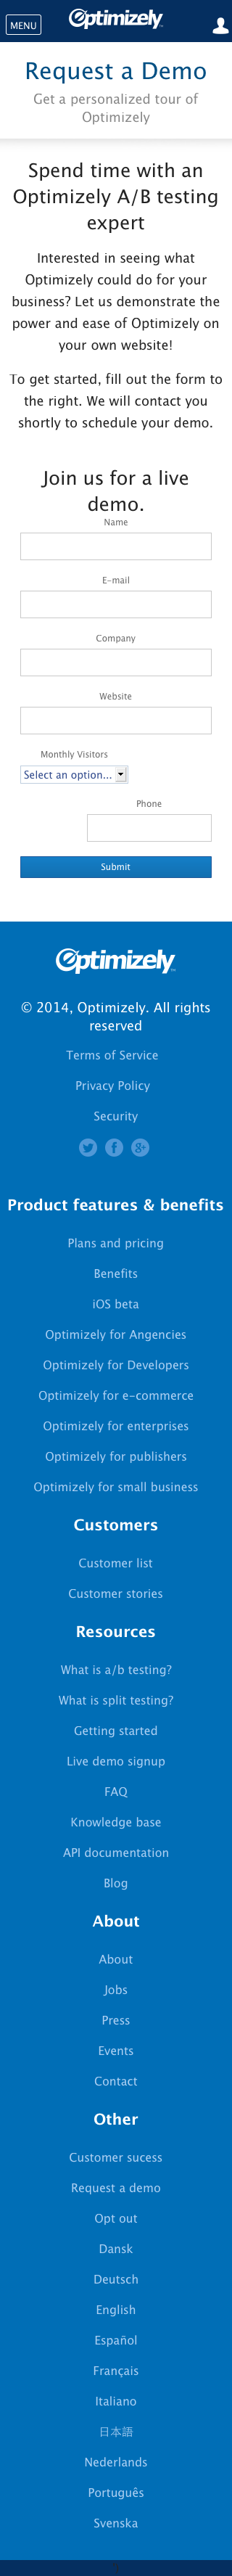 MENU
Optimizely
Request a Demo
Get a personalized tour of
Optimizely
Spend time with an
Optimizely A/B testing
expert
Interested in seeing what
Optimizely could do for your
business? Let us demonstrate the
power and ease of Optimizely on
your own website!
To get started, fill out the form to
the right. We will contact you
shortly to schedule your demo.
Join us for a live
demo.
Name
E-mail
Company
Website
Monthly Visitors
Select an option...
Phone
Submit
Optimizely
© 2014, Optimizely. All rights
reserved
Terms of Service
Privacy Policy
Security
Product features & benefits
Plans and pricing
Benefits
iOS beta
Optimizely for Angencies
Optimizely for Developers
Optimizely for e-commerce
Optimizely for enterprises
Optimizely for publishers
Optimizely for small business
Customers
Customer list
Customer stories
Resources
What is a/b testing?
What is split testing?
Getting started
Live demo signup
FAQ
Knowledge base
API documentation
Blog
About
About
Jobs
Press
Events
Contact
Other
Customer sucess
Request a demo
Opt out
Dansk
Deutsch
English
Español
Français
Italiano
日本語
Nederlands
Português
Svenska